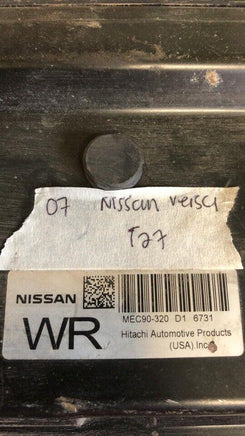 07 Nissan Versa
T27
NISSAN
WR
MEC90-320 D1 6731
Hitachi Automotive Products
(USA).Inc.